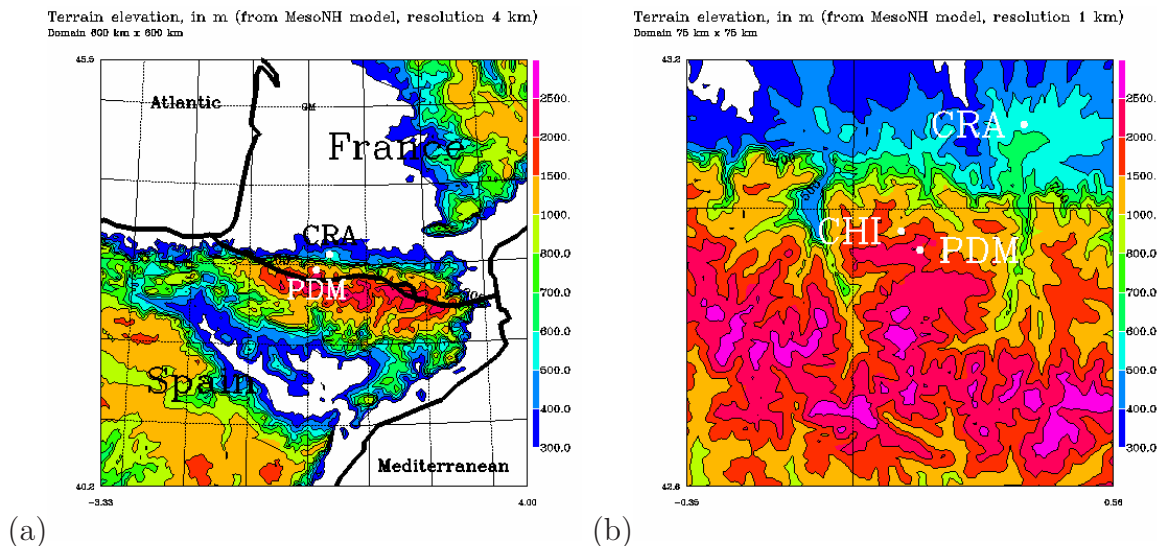 Terrain elevation, in m (from MesoNH model, resolution 4 km)
Domain 600 km x 600 km
45.5
Atlantic
GM
France
CRA
PDM
Spain
Mediterranean
40.2
-3.33
4.00
2500.
2000.
1500.
1000.
800.0
700.0
600.0
500.0
400.0
300.0
(a)
Terrain elevation, in m (from MesoNH model, resolution 1 km)
Domain 75 km x 75 km
43.2
CRA
CHI
PDM
42.6
-0.35
0.56
2500.
2000.
1500.
1000.
800.0
700.0
600.0
500.0
400.0
300.0
(b)